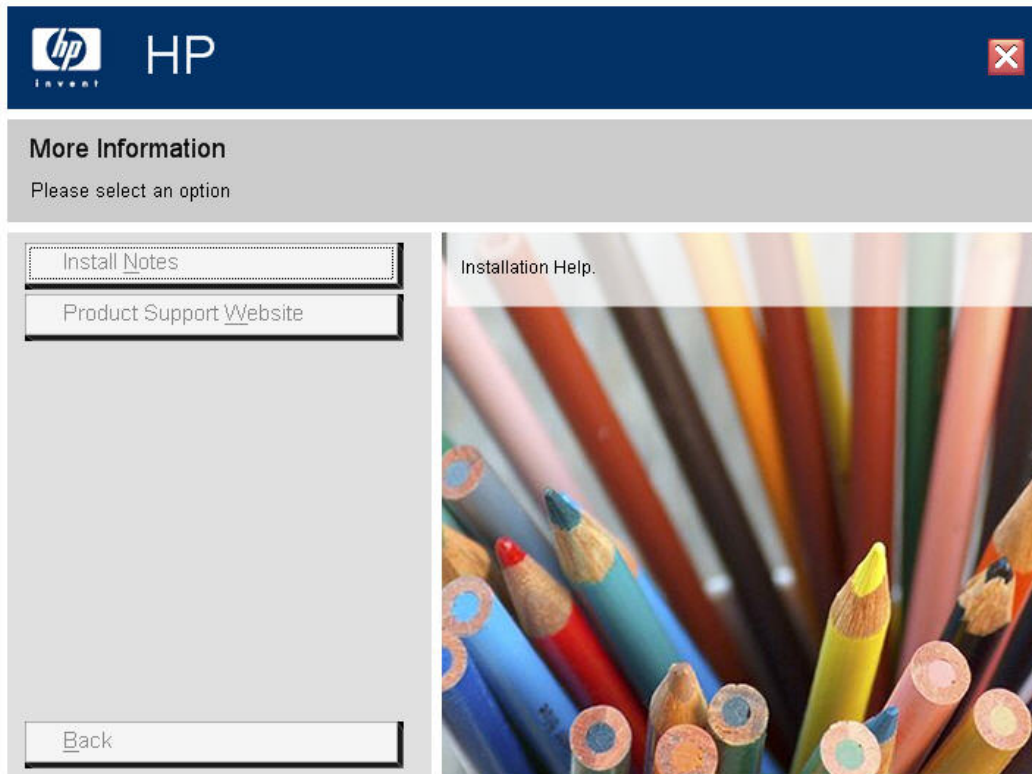 hp
invent
HP
More Information
Please select an option
Install Notes
Product Support Website
Back
Installation Help.